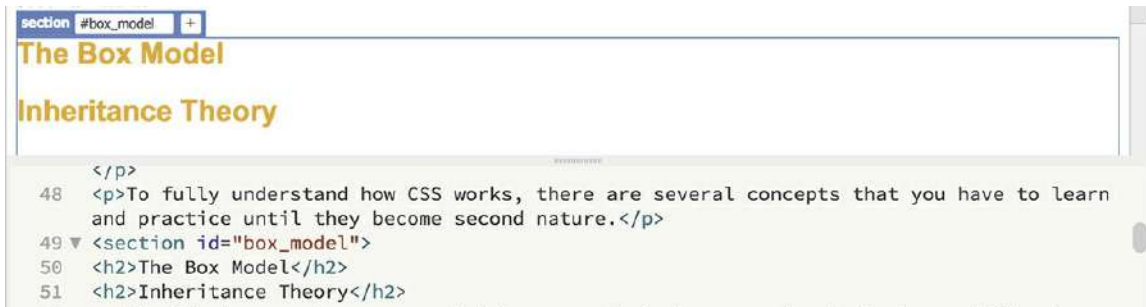 section #box_model +
The Box Model
Inheritance Theory
</p>
48 <p>To fully understand how CSS works, there are several concepts that you have to learn
and practice until they become second nature.</p>
49 ▼ <section id="box_model">
50 <h2>The Box Model</h2>
51 <h2>Inheritance Theory</h2>